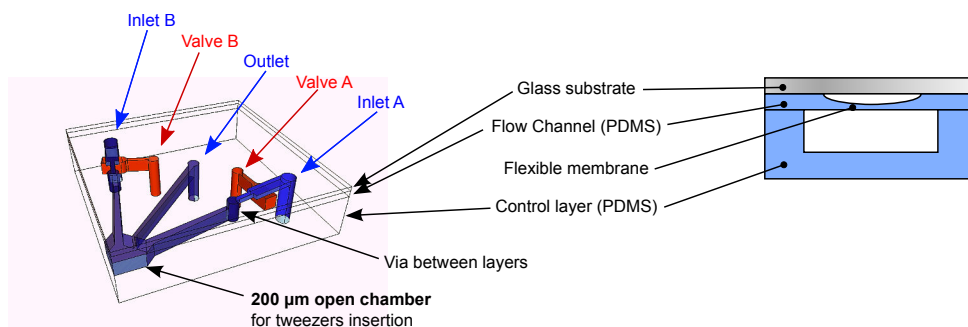 Inlet B
Valve B
Outlet
Valve A
Inlet A
Glass substrate
Flow Channel (PDMS)
Flexible membrane
Control layer (PDMS)
Via between layers
200 µm open chamber
for tweezers insertion